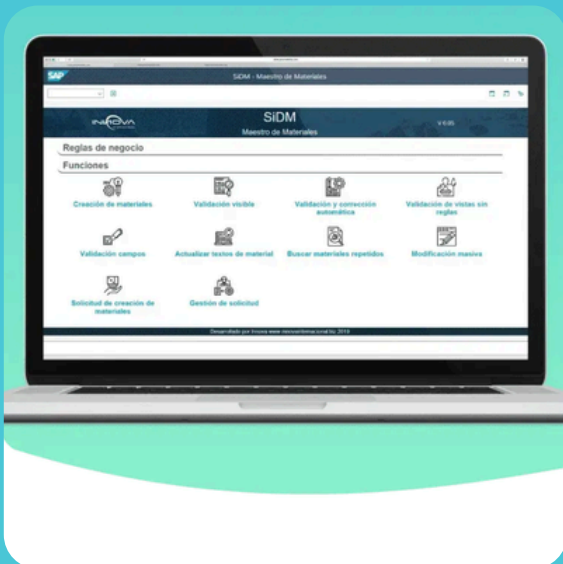 SAP
SiDM - Maestro de Materiales
INNOVA
SiDM
Maestro de Materiales
V 6.05
Reglas de negocio
Funciones
Creación de materiales
Validación visible
Validación y corrección automática
Validación de vistas sin reglas
Validación campos
Actualizar textos de material
Buscar materiales repetidos
Modificación masiva
Solicitud de creación de materiales
Gestión de solicitud